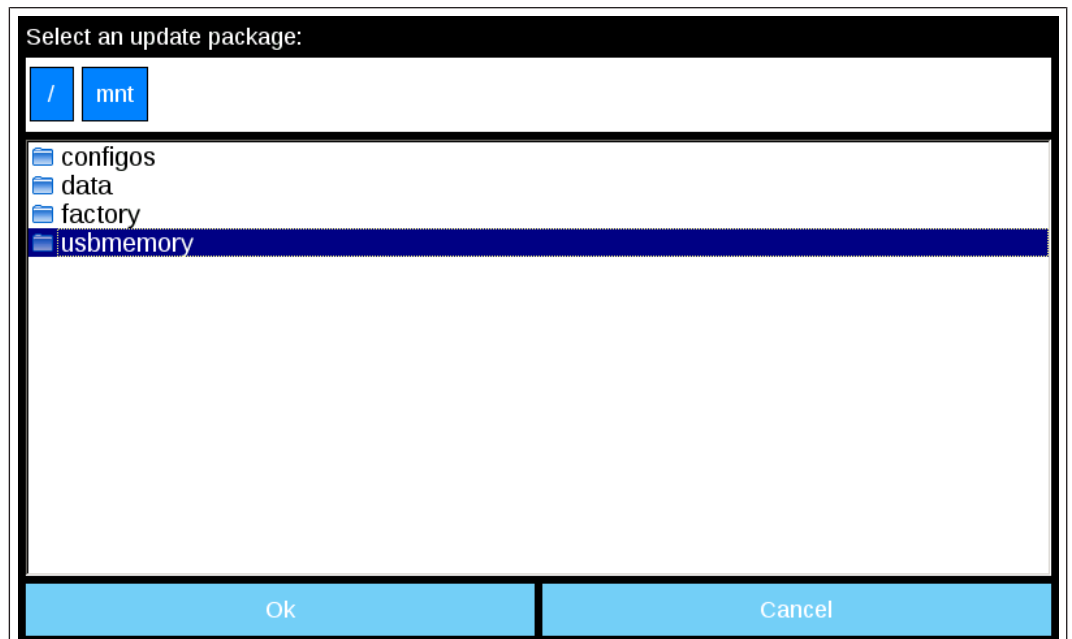 Select an update package:
/ mnt
configos
data
factory
usbmemory
Ok Cancel